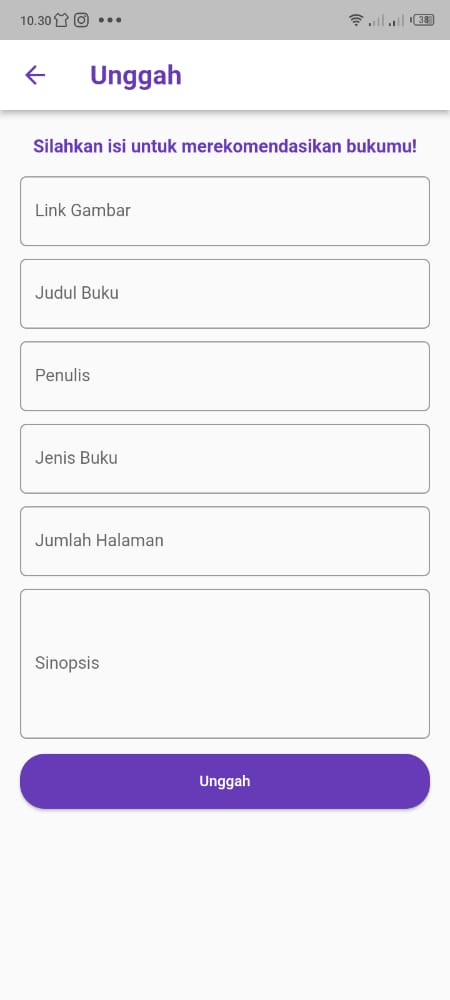 10.30
38
Unggah
Silahkan isi untuk merekomendasikan bukumu!
Link Gambar
Judul Buku
Penulis
Jenis Buku
Jumlah Halaman
Sinopsis
Unggah